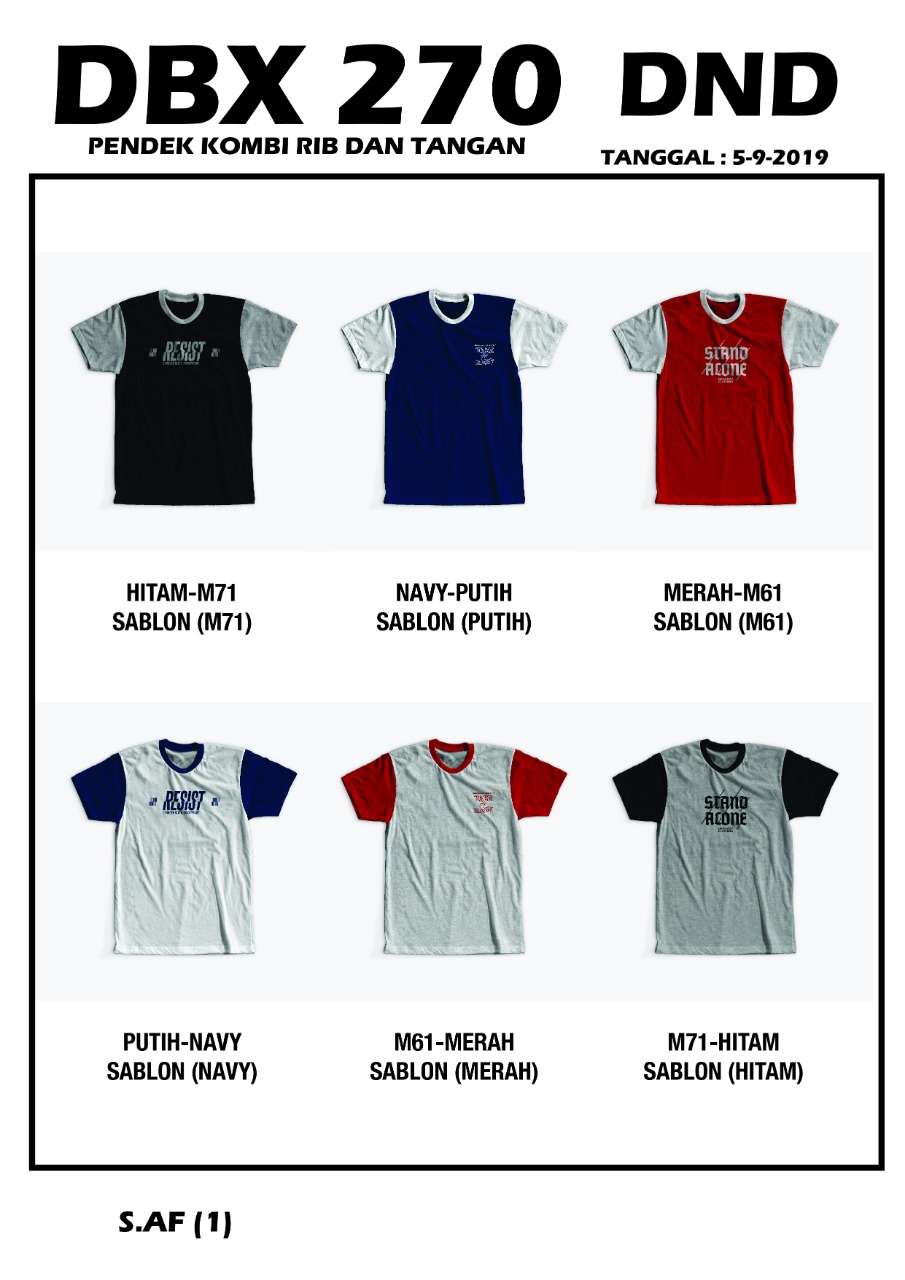 DBX 270 DND
PENDEK KOMBI RIB DAN TANGAN
TANGGAL : 5-9-2019
RESIST
STAND
ALONE
HITAM-M71
SABLON (M71)
NAVY-PUTIH
SABLON (PUTIH)
MERAH-M61
SABLON (M61)
RESIST
STAND
ALONE
PUTIH-NAVY
SABLON (NAVY)
M61-MERAH
SABLON (MERAH)
M71-HITAM
SABLON (HITAM)
S.AF (1)